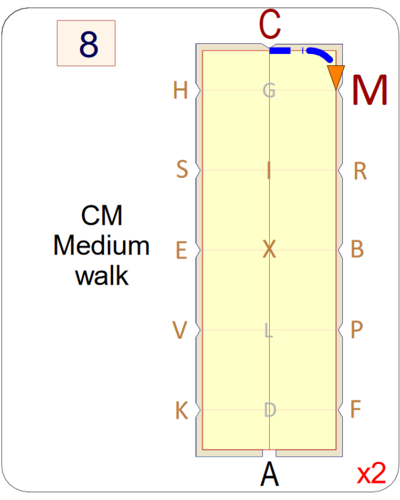 8
C
H G M
S I R
CM
Medium
walk
E X B
V L P
K D F
A
x2